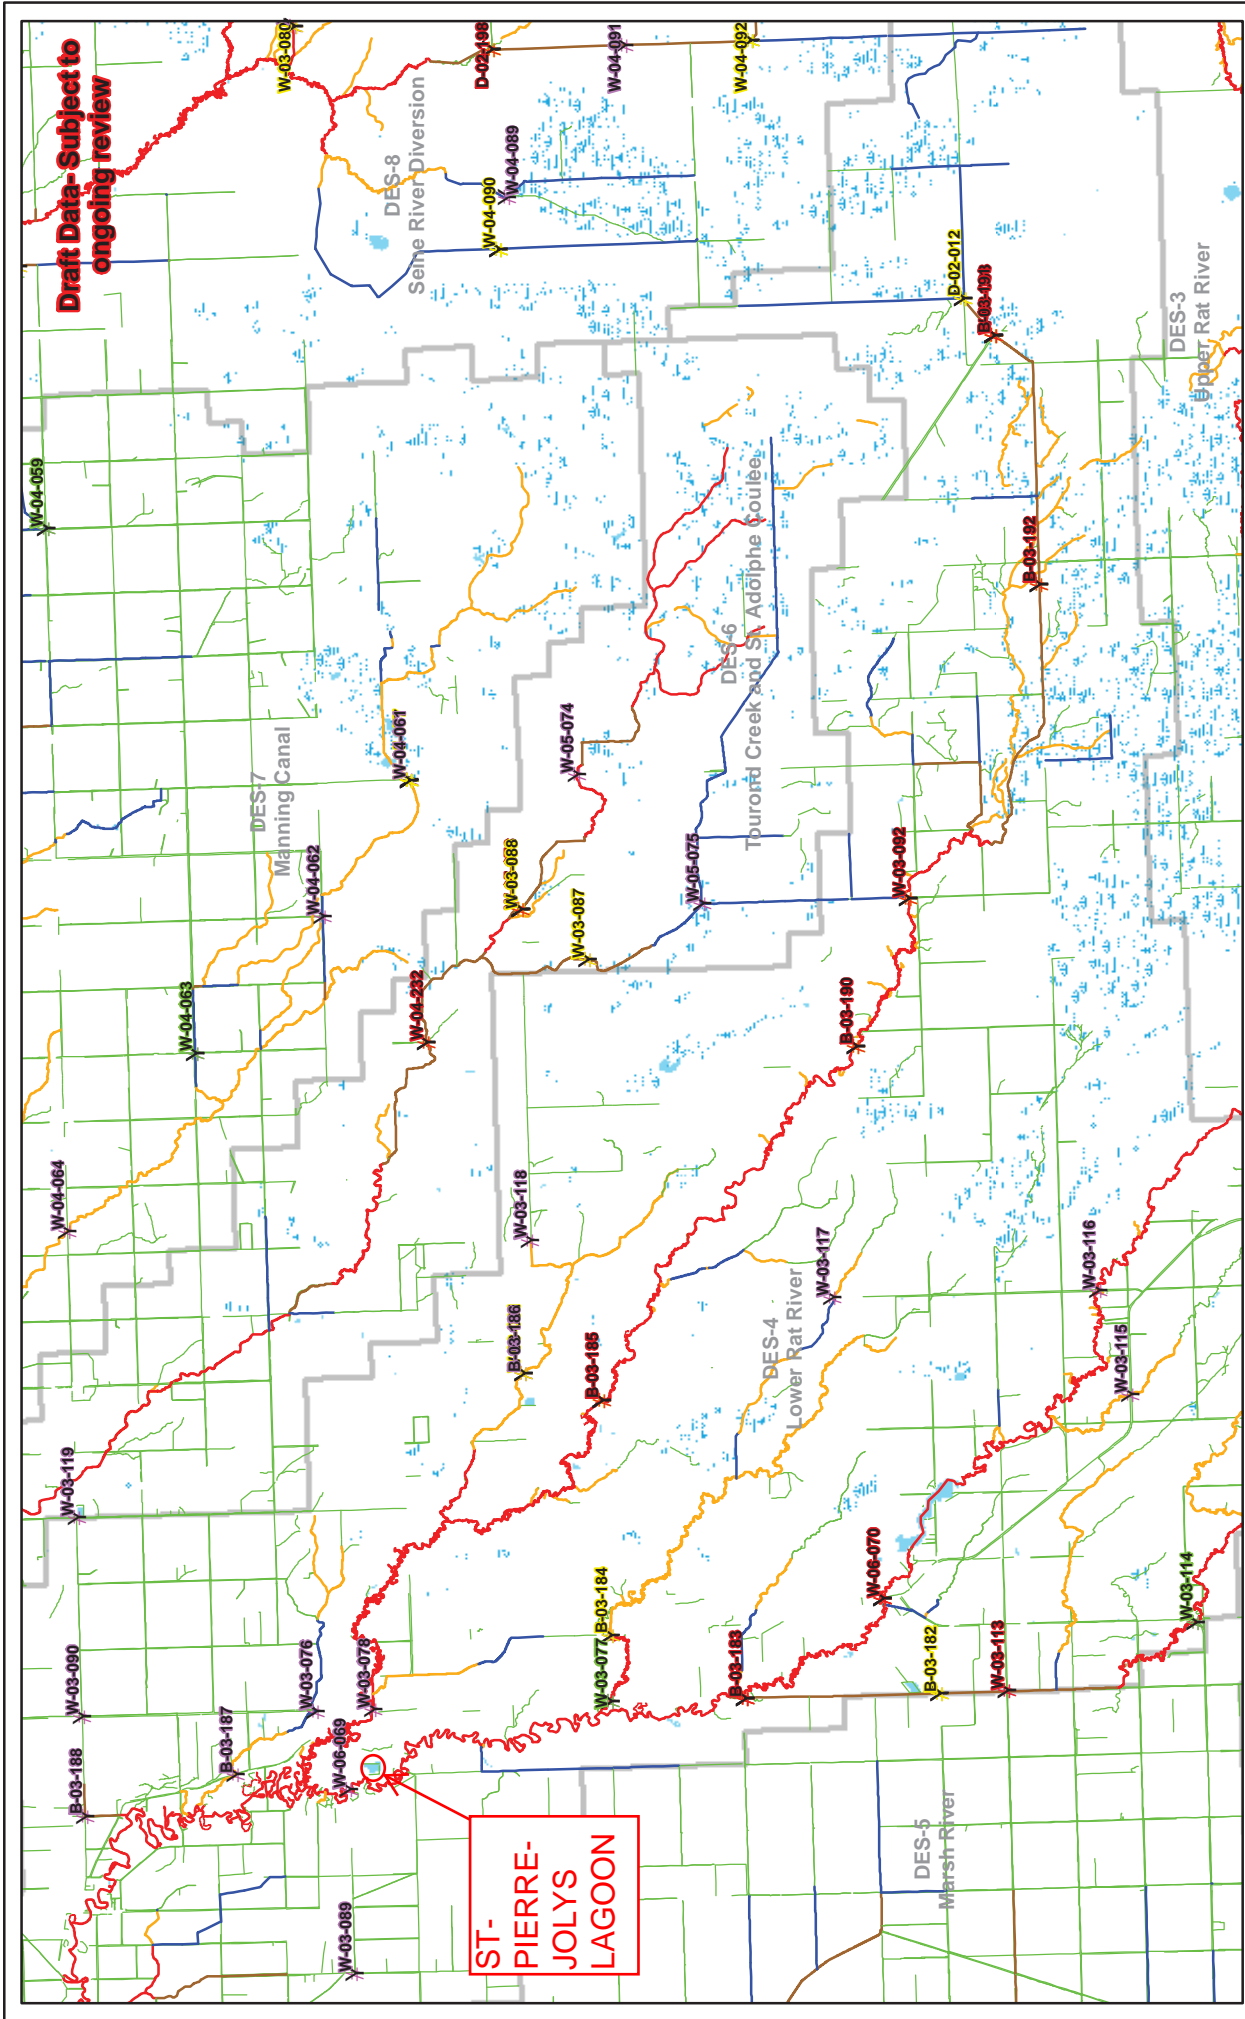 Draft Data- Subject to
ongoing review
W-03-080
D-02-198
W-04-091
W-04-092
DES-8
Seine River Diversion
W-04-089
W-04-090
D-02-012
B-03-193
DES-3
Upper Rat River
W-04-059
B-03-192
DES-6
Tourond Creek and St. Adolphe Coulee
W-04-061
W-05-074
DES-7
Manning Canal
W-04-062
W-03-088
W-03-087
W-05-075
W-03-092
W-04-063
W-04-232
B-03-190
W-04-064
W-03-118
W-03-117
W-03-116
B-03-186
B-03-185
DES-4
Lower Rat River
W-03-115
W-03-119
W-06-070
W-03-114
B-03-184
W-03-077
B-03-183
B-03-182
W-03-113
W-03-090
W-03-076
W-03-078
B-03-187
W-06-069
B-03-188
DES-5
Marsh River
W-03-089
ST-
PIERRE-
JOLYS
LAGOON